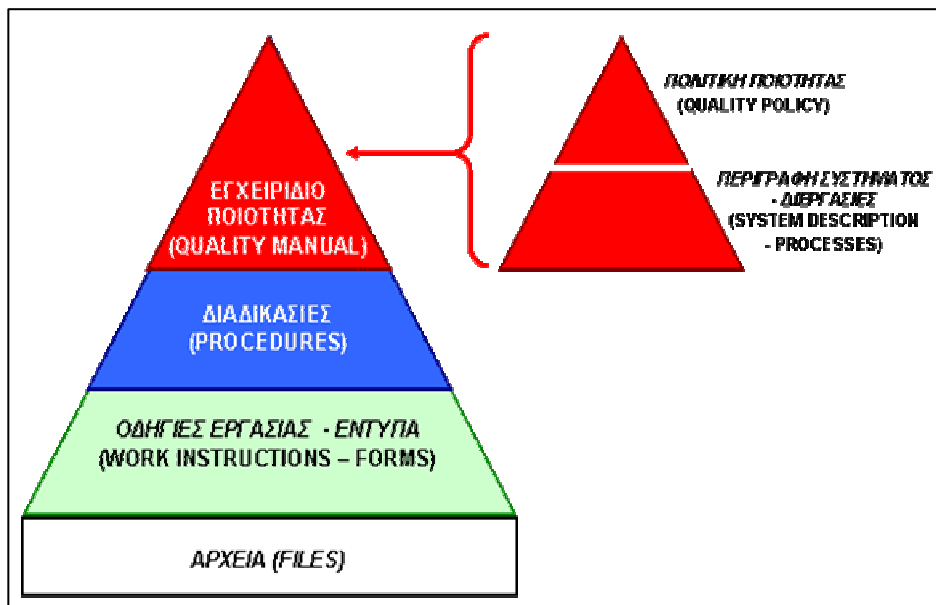 ΕΓΧΕΙΡΙΔΙΟ
ΠΟΙΟΤΗΤΑΣ
(QUALITY MANUAL)
ΔΙΑΔΙΚΑΣΙΕΣ
(PROCEDURES)
ΟΔΗΓΙΕΣ ΕΡΓΑΣΙΑΣ - ΕΝΤΥΠΑ
(WORK INSTRUCTIONS – FORMS)
ΑΡΧΕΙΑ (FILES)
ΠΟΛΙΤΙΚΗ ΠΟΙΟΤΗΤΑΣ
(QUALITY POLICY)
ΠΕΡΙΓΡΑΦΗ ΣΥΣΤΗΜΑΤΟΣ
- ΔΙΕΡΓΑΣΙΕΣ
(SYSTEM DESCRIPTION
- PROCESSES)